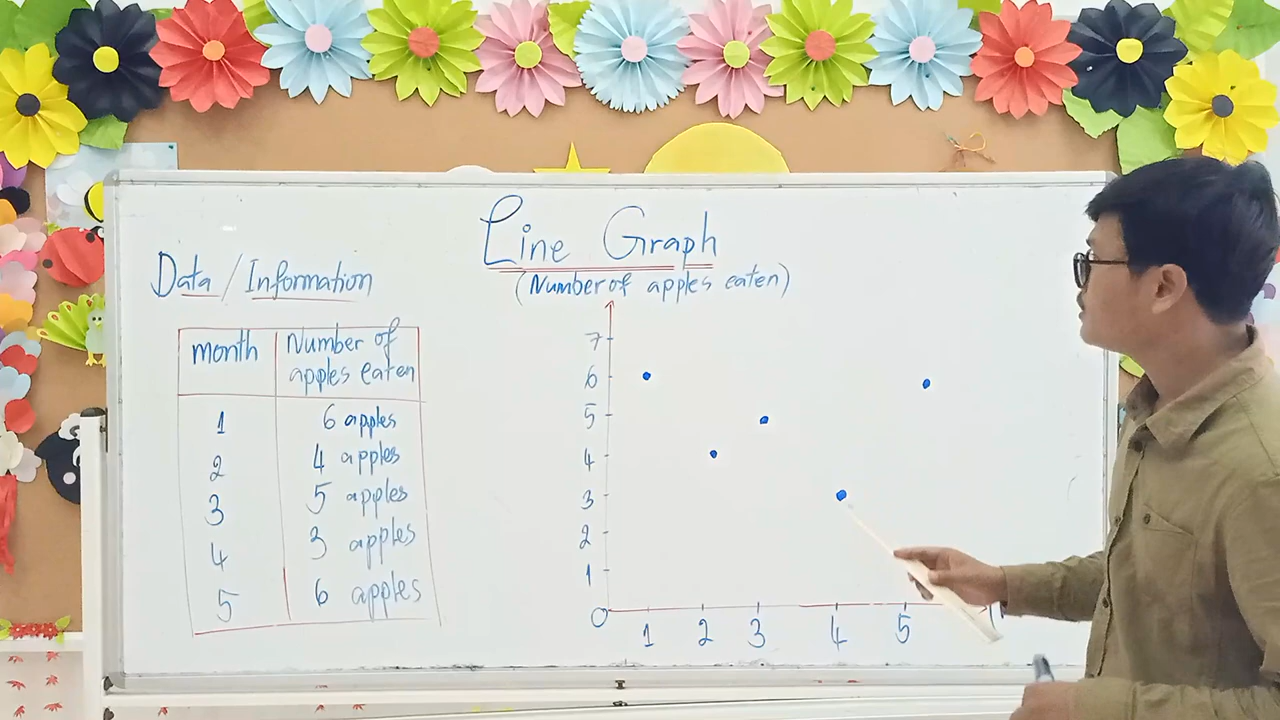 Line Graph
(Number of apples eaten)
Data / Information
month Number of apples eaten
1 6 apples
2 4 apples
3 5 apples
4 3 apples
5 6 apples
7
6
5
4
3
2
1
0
1 2 3 4 5